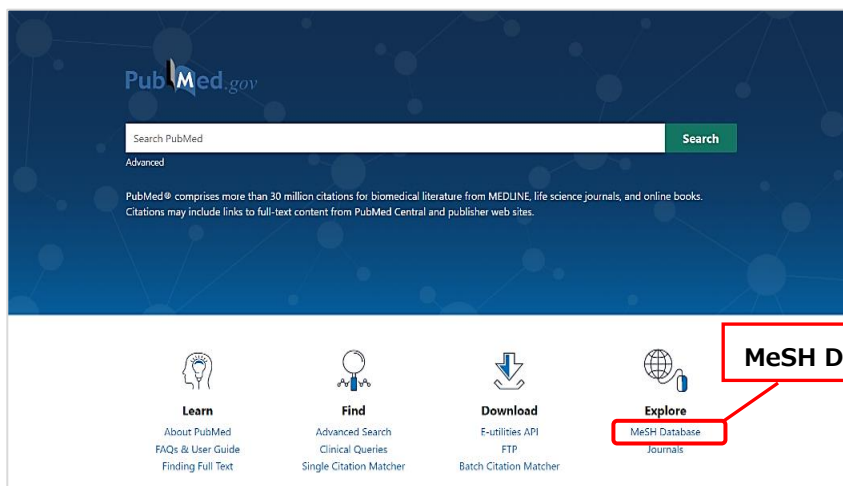 PubMed.gov
Search PubMed
Search
Advanced
PubMed® comprises more than 30 million citations for biomedical literature from MEDLINE, life science journals, and online books.
Citations may include links to full-text content from PubMed Central and publisher web sites.
MeSH D
Learn
Find
Download
Explore
About PubMed
Advanced Search
E-utilities API
MeSH Database
FAQs & User Guide
Clinical Queries
FTP
Journals
Finding Full Text
Single Citation Matcher
Batch Citation Matcher